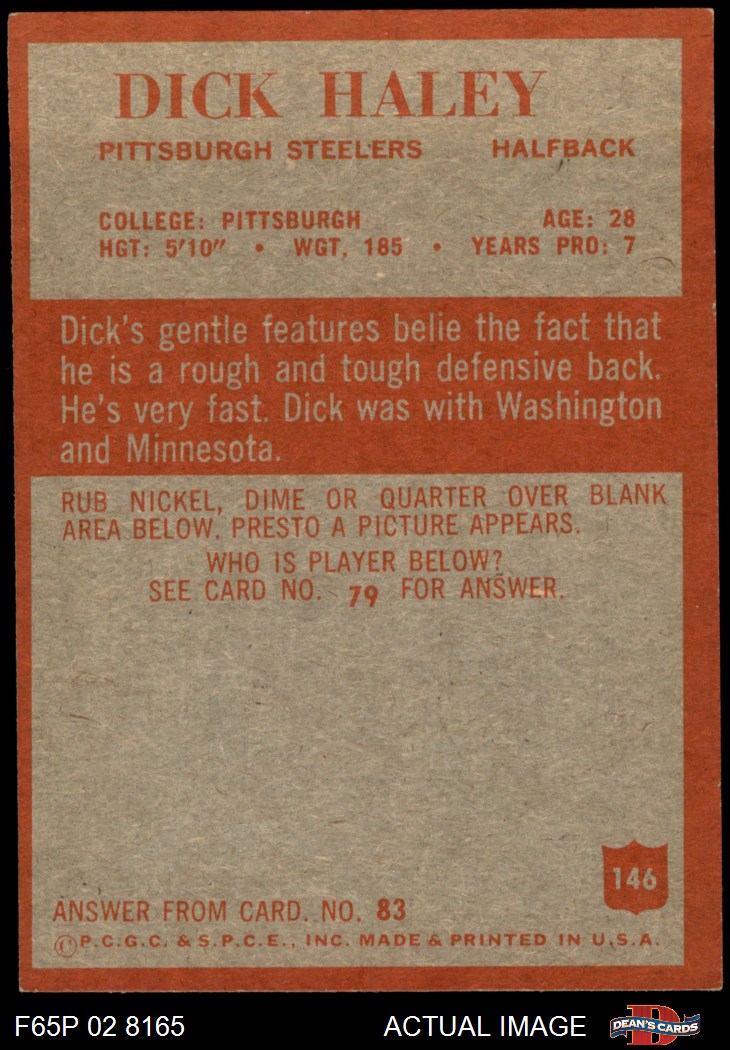 DICK HALEY
PITTSBURGH STEELERS HALFBACK
COLLEGE: PITTSBURGH AGE: 28
HGT: 5'10" • WGT. 185 • YEARS PRO: 7
Dick's gentle features belie the fact that
he is a rough and tough defensive back.
He's very fast. Dick was with Washington
and Minnesota.
RUB NICKEL, DIME OR QUARTER OVER BLANK
AREA BELOW. PRESTO A PICTURE APPEARS.
WHO IS PLAYER BELOW?
SEE CARD NO. 79 FOR ANSWER.
146
ANSWER FROM CARD. NO. 83
©P.C.G.C. & S.P.C.E., INC. MADE & PRINTED IN U.S.A.
F65P 02 8165 ACTUAL IMAGE D DEAN'S CARDS